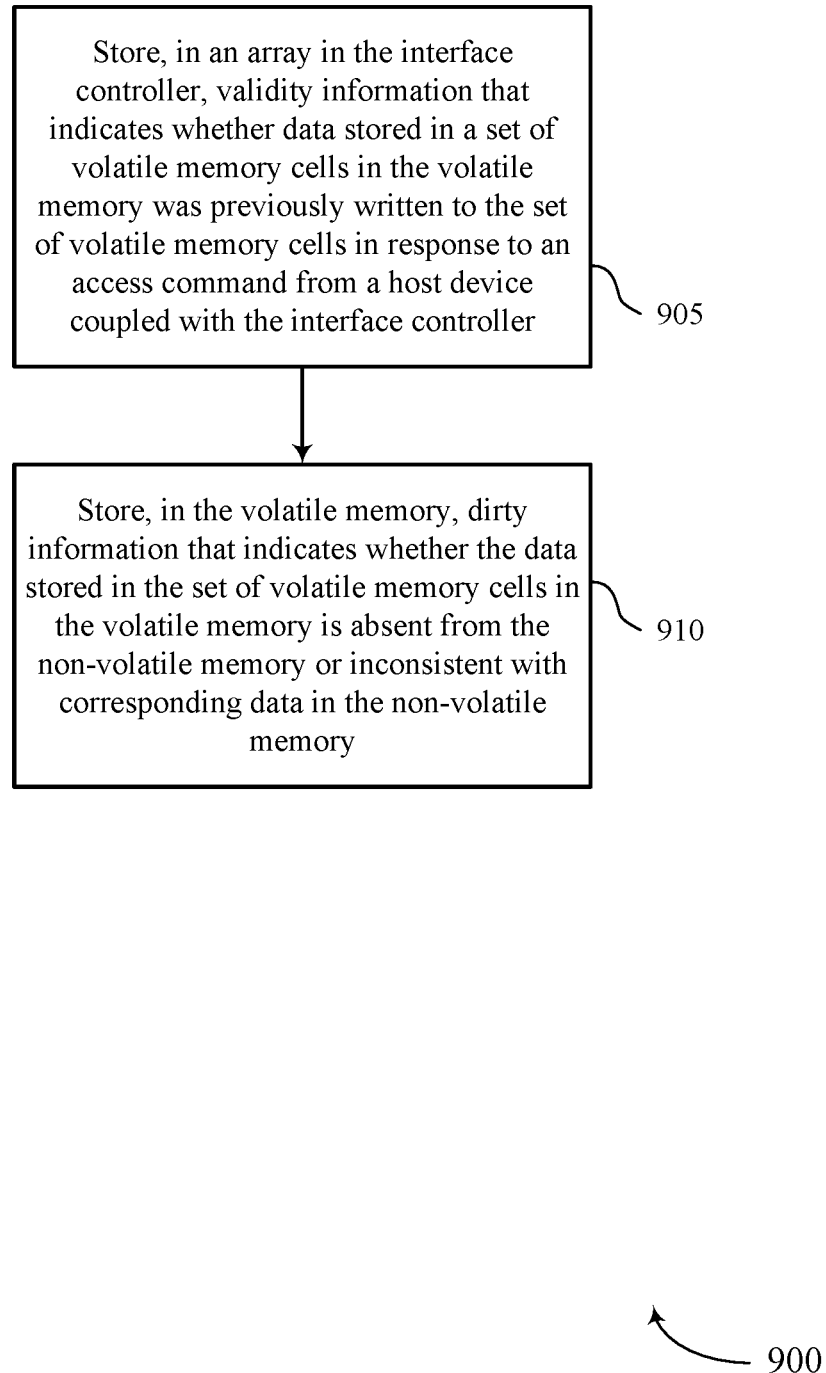 Store, in an array in the interface
controller, validity information that
indicates whether data stored in a set of
volatile memory cells in the volatile
memory was previously written to the set
of volatile memory cells in response to an
access command from a host device
coupled with the interface controller
905
Store, in the volatile memory, dirty
information that indicates whether the data
stored in the set of volatile memory cells in
the volatile memory is absent from the
non-volatile memory or inconsistent with
corresponding data in the non-volatile
memory
910
900